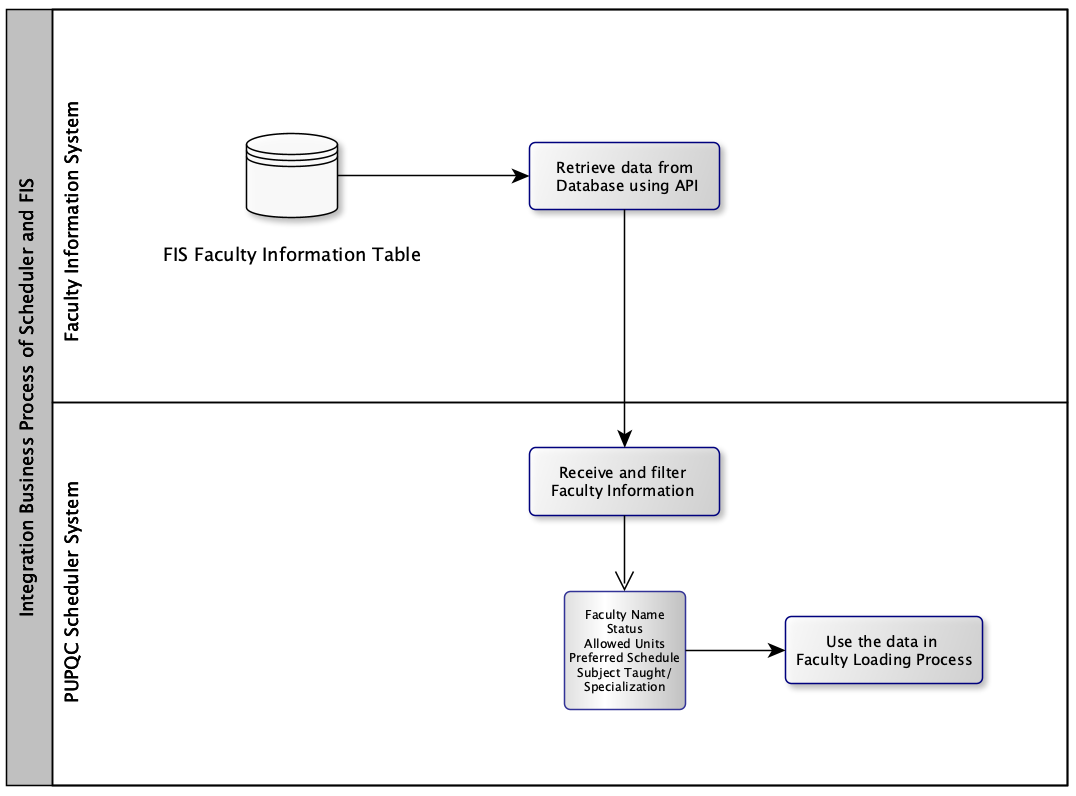 Integration Business Process of Scheduler and FIS
Faculty Information System
Retrieve data from
Database using API
FIS Faculty Information Table
PUPQC Scheduler System
Receive and filter
Faculty Information
Faculty Name
Status
Allowed Units
Preferred Schedule
Subject Taught/
Specialization
Use the data in
Faculty Loading Process